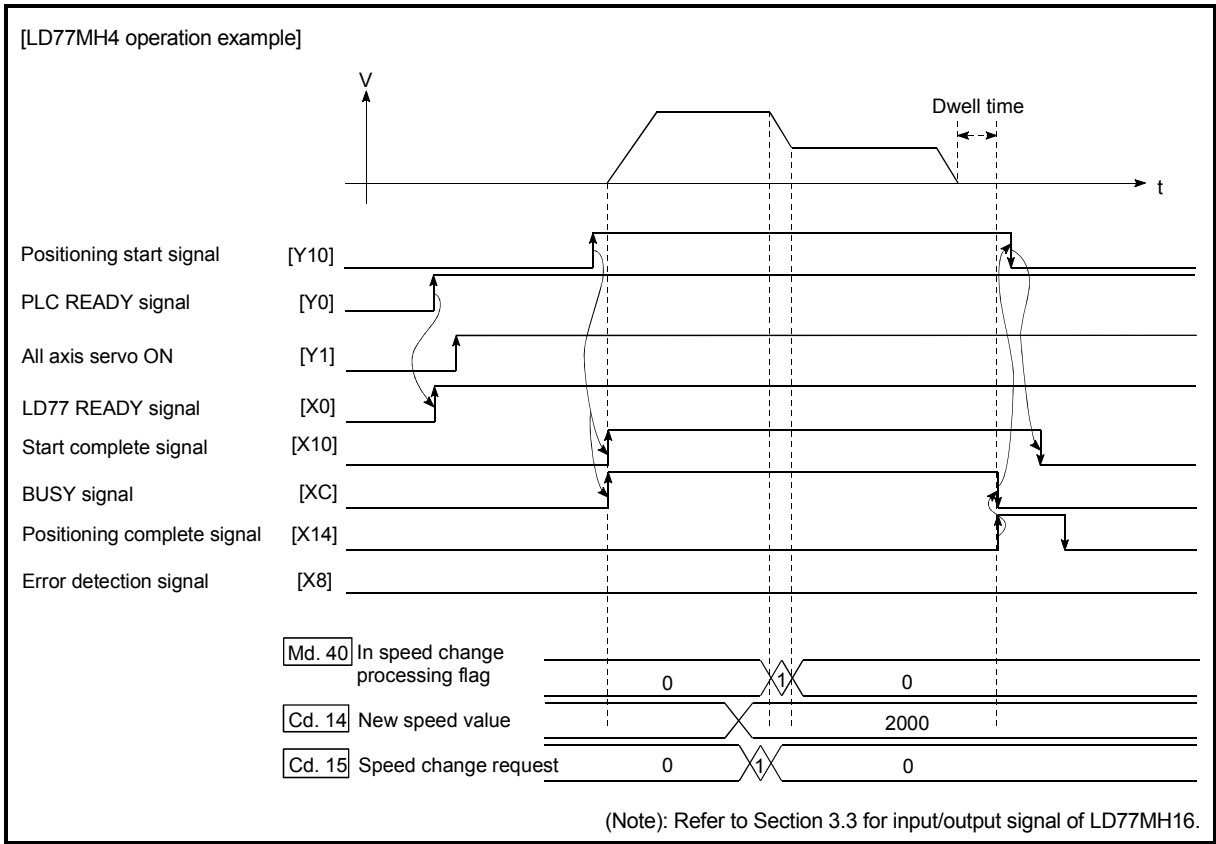 [LD77MH4 operation example]
V
Dwell time
t
Positioning start signal [Y10]
PLC READY signal [Y0]
All axis servo ON [Y1]
LD77 READY signal [X0]
Start complete signal [X10]
BUSY signal [XC]
Positioning complete signal [X14]
Error detection signal [X8]
Md. 40 In speed change
processing flag 0 1 0
Cd. 14 New speed value 2000
Cd. 15 Speed change request 0 1 0
(Note): Refer to Section 3.3 for input/output signal of LD77MH16.